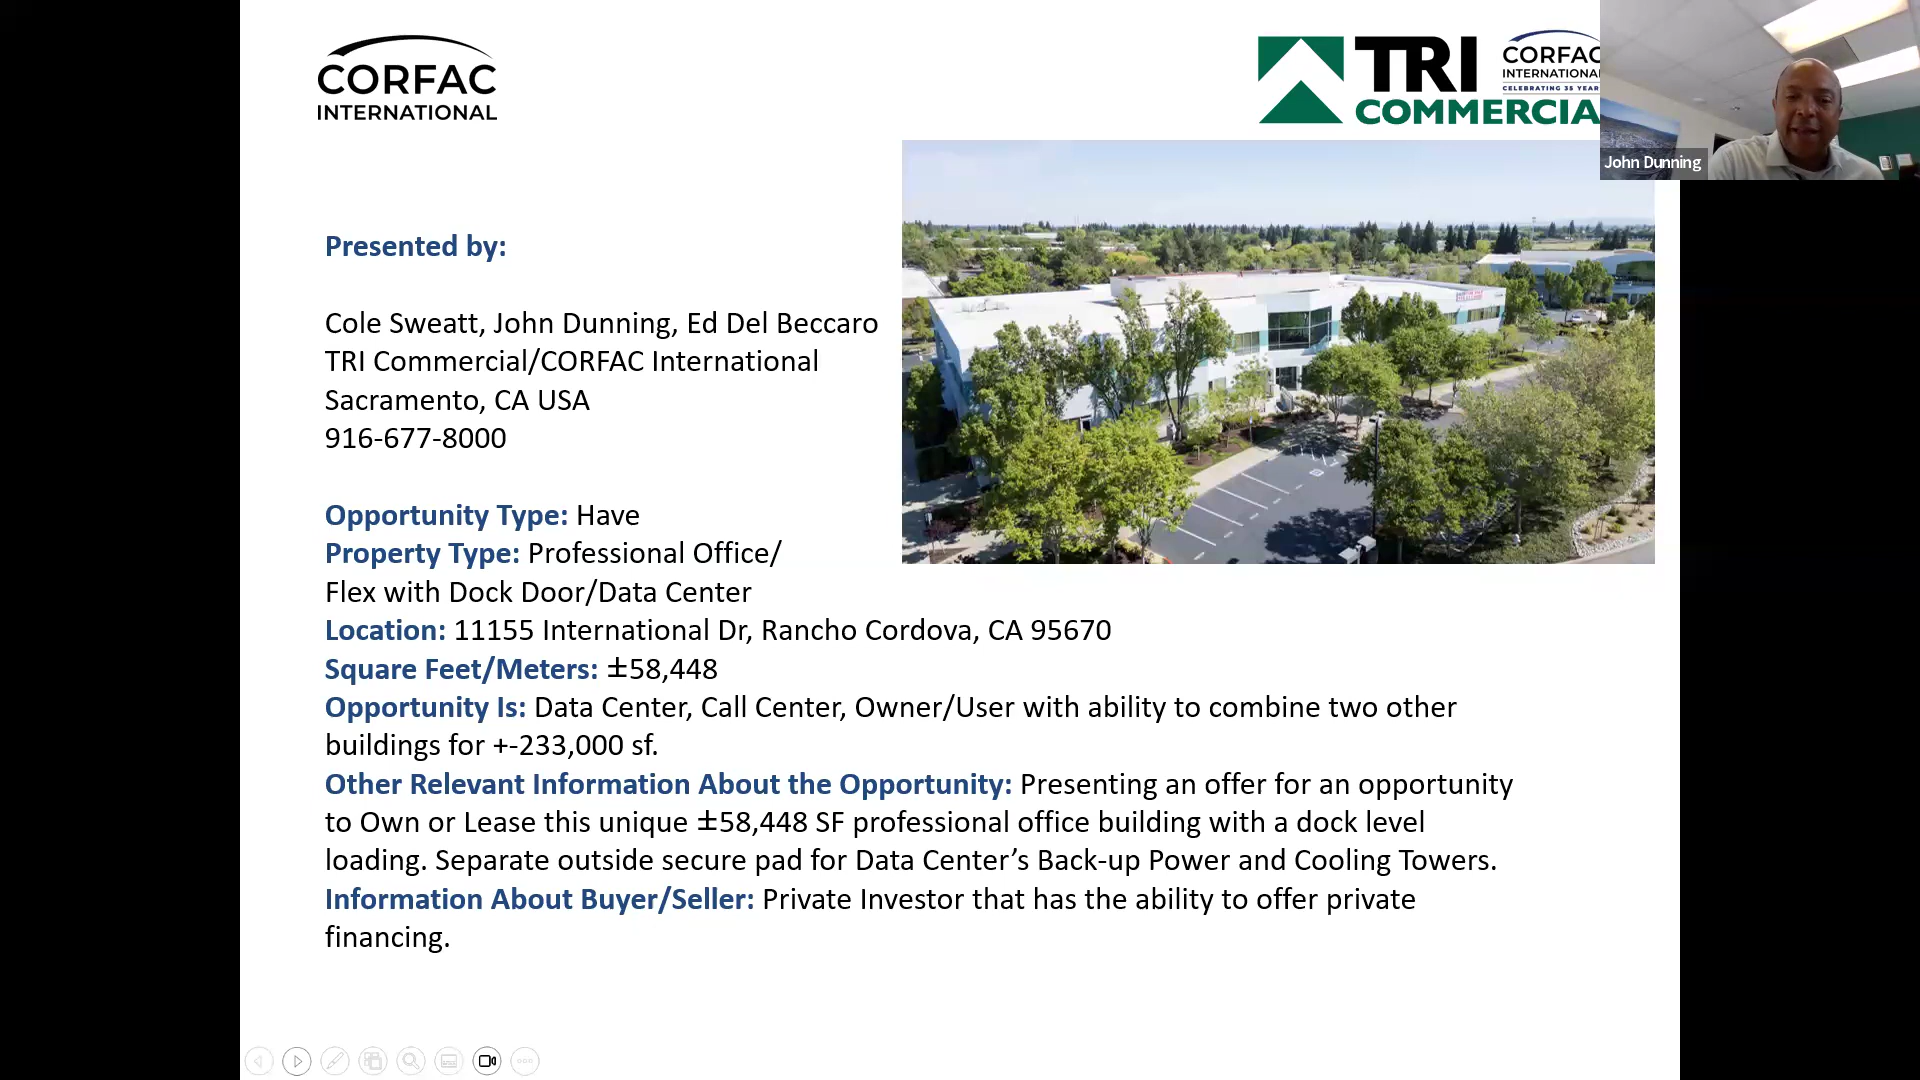 CORFAC
INTERNATIONAL
TRI
COMMERCIA
CORFAC
INTERNATIONA
CELEBRATING 35 YEAR
John Dunning
Presented by:
Cole Sweatt, John Dunning, Ed Del Beccaro
TRI Commercial/CORFAC International
Sacramento, CA USA
916-677-8000
Opportunity Type: Have
Property Type: Professional Office/
Flex with Dock Door/Data Center
Location: 11155 International Dr, Rancho Cordova, CA 95670
Square Feet/Meters: ±58,448
Opportunity Is: Data Center, Call Center, Owner/User with ability to combine two other
buildings for +-233,000 sf.
Other Relevant Information About the Opportunity: Presenting an offer for an opportunity
to Own or Lease this unique ±58,448 SF professional office building with a dock level
loading. Separate outside secure pad for Data Center’s Back-up Power and Cooling Towers.
Information About Buyer/Seller: Private Investor that has the ability to offer private
financing.